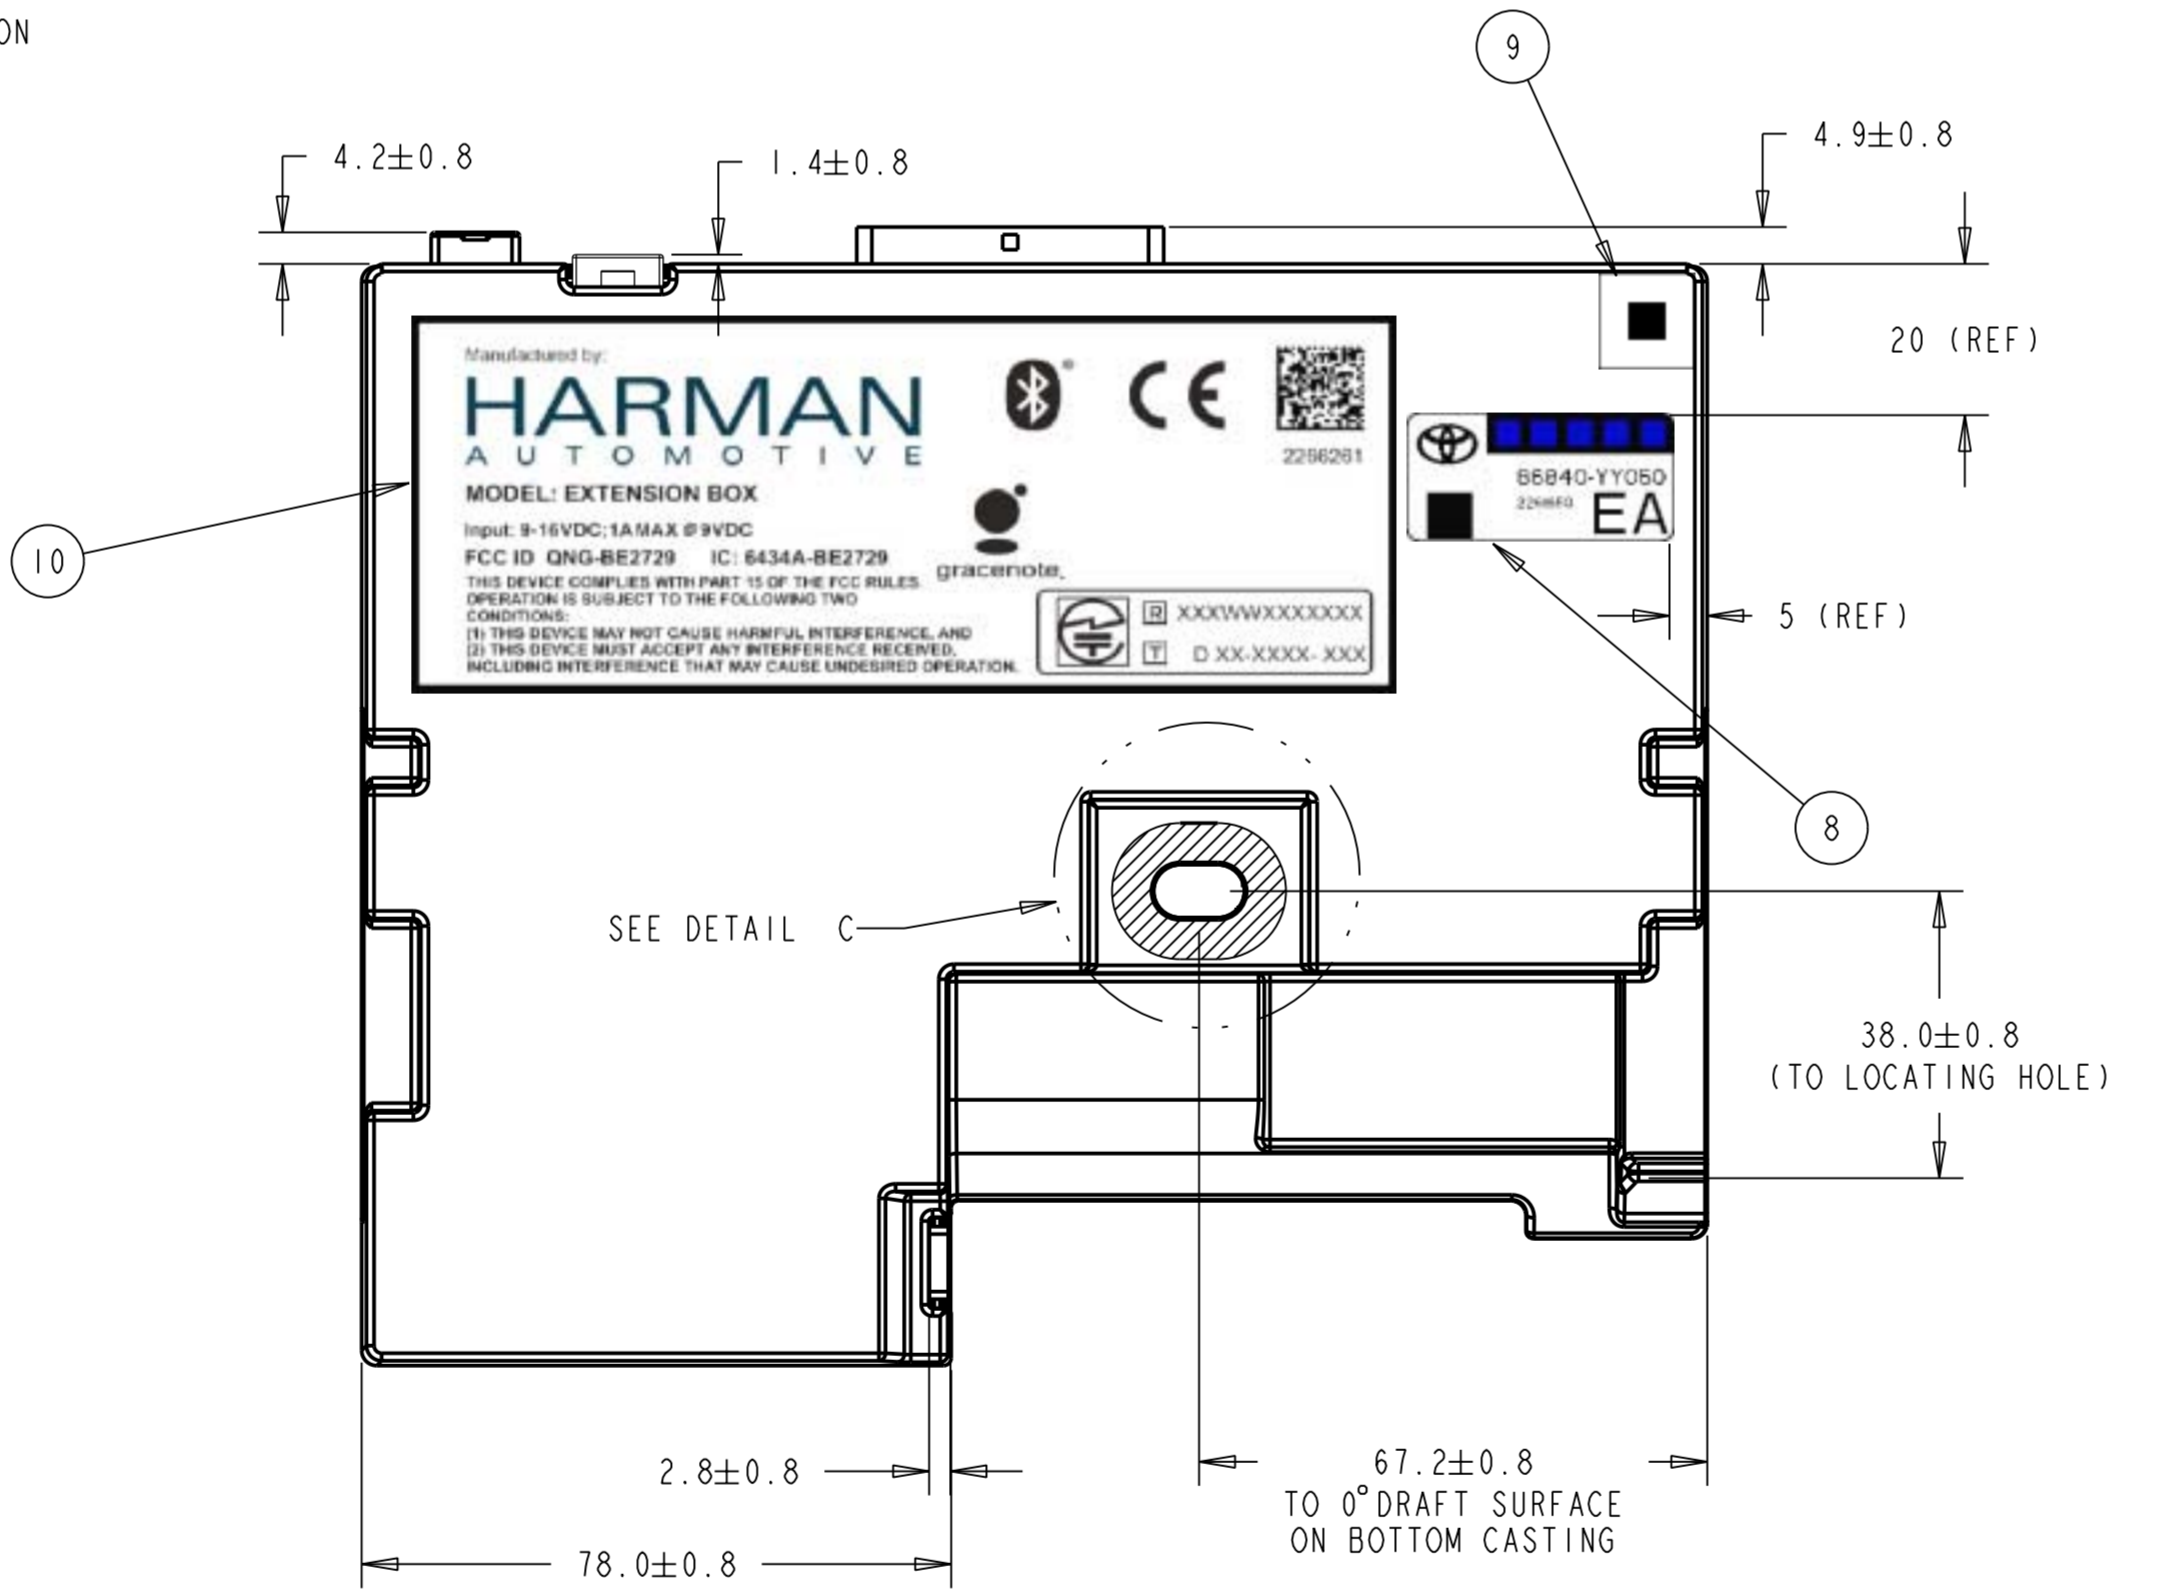 ON
9
4.2±0.8
1.4±0.8
4.9±0.8
20 (REF)
Manufactured by:
HARMAN
AUTOMOTIVE
2266261
MODEL: EXTENSION BOX
Input: 9-16VDC; 1A MAX @ 9VDC
FCC ID QNG-BE2729 IC: 6434A-BE2729
THIS DEVICE COMPLIES WITH PART 15 OF THE FCC RULES
OPERATION IS SUBJECT TO THE FOLLOWING TWO
CONDITIONS:
(1) THIS DEVICE MAY NOT CAUSE HARMFUL INTERFERENCE, AND
(2) THIS DEVICE MUST ACCEPT ANY INTERFERENCE RECEIVED,
INCLUDING INTERFERENCE THAT MAY CAUSE UNDESIRED OPERATION.
CE
gracenote
R XXXWWXXXXXXX
T D XX-XXXX-XXX
86840-YY050
EA
10
5 (REF)
8
SEE DETAIL C
38.0±0.8
(TO LOCATING HOLE)
2.8±0.8
67.2±0.8
TO 0° DRAFT SURFACE
ON BOTTOM CASTING
78.0±0.8